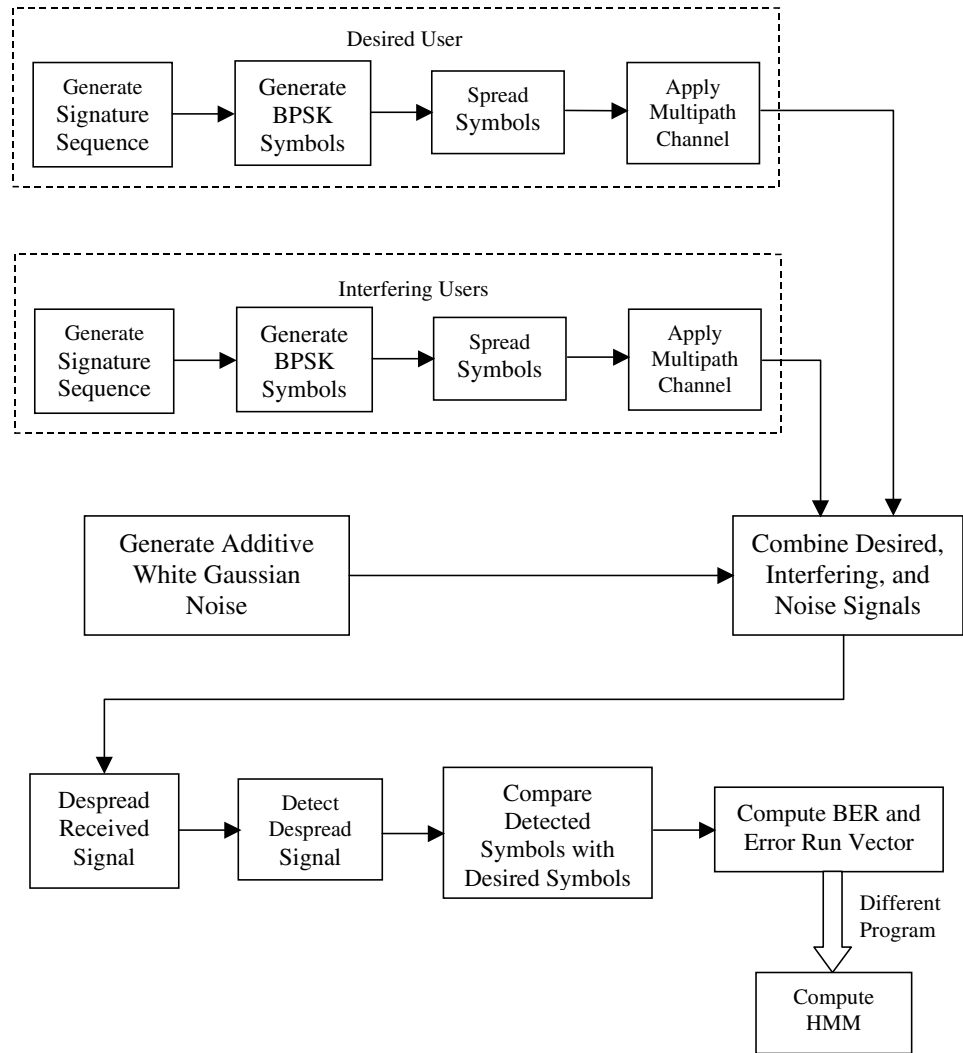 Desired User
Generate
Signature
Sequence
Generate
BPSK
Symbols
Spread
Symbols
Apply
Multipath
Channel
Interfering Users
Generate
Signature
Sequence
Generate
BPSK
Symbols
Spread
Symbols
Apply
Multipath
Channel
Generate Additive
White Gaussian
Noise
Combine Desired,
Interfering, and
Noise Signals
Despread
Received
Signal
Detect
Despread
Signal
Compare
Detected
Symbols with
Desired Symbols
Compute BER and
Error Run Vector
Different
Program
Compute
HMM